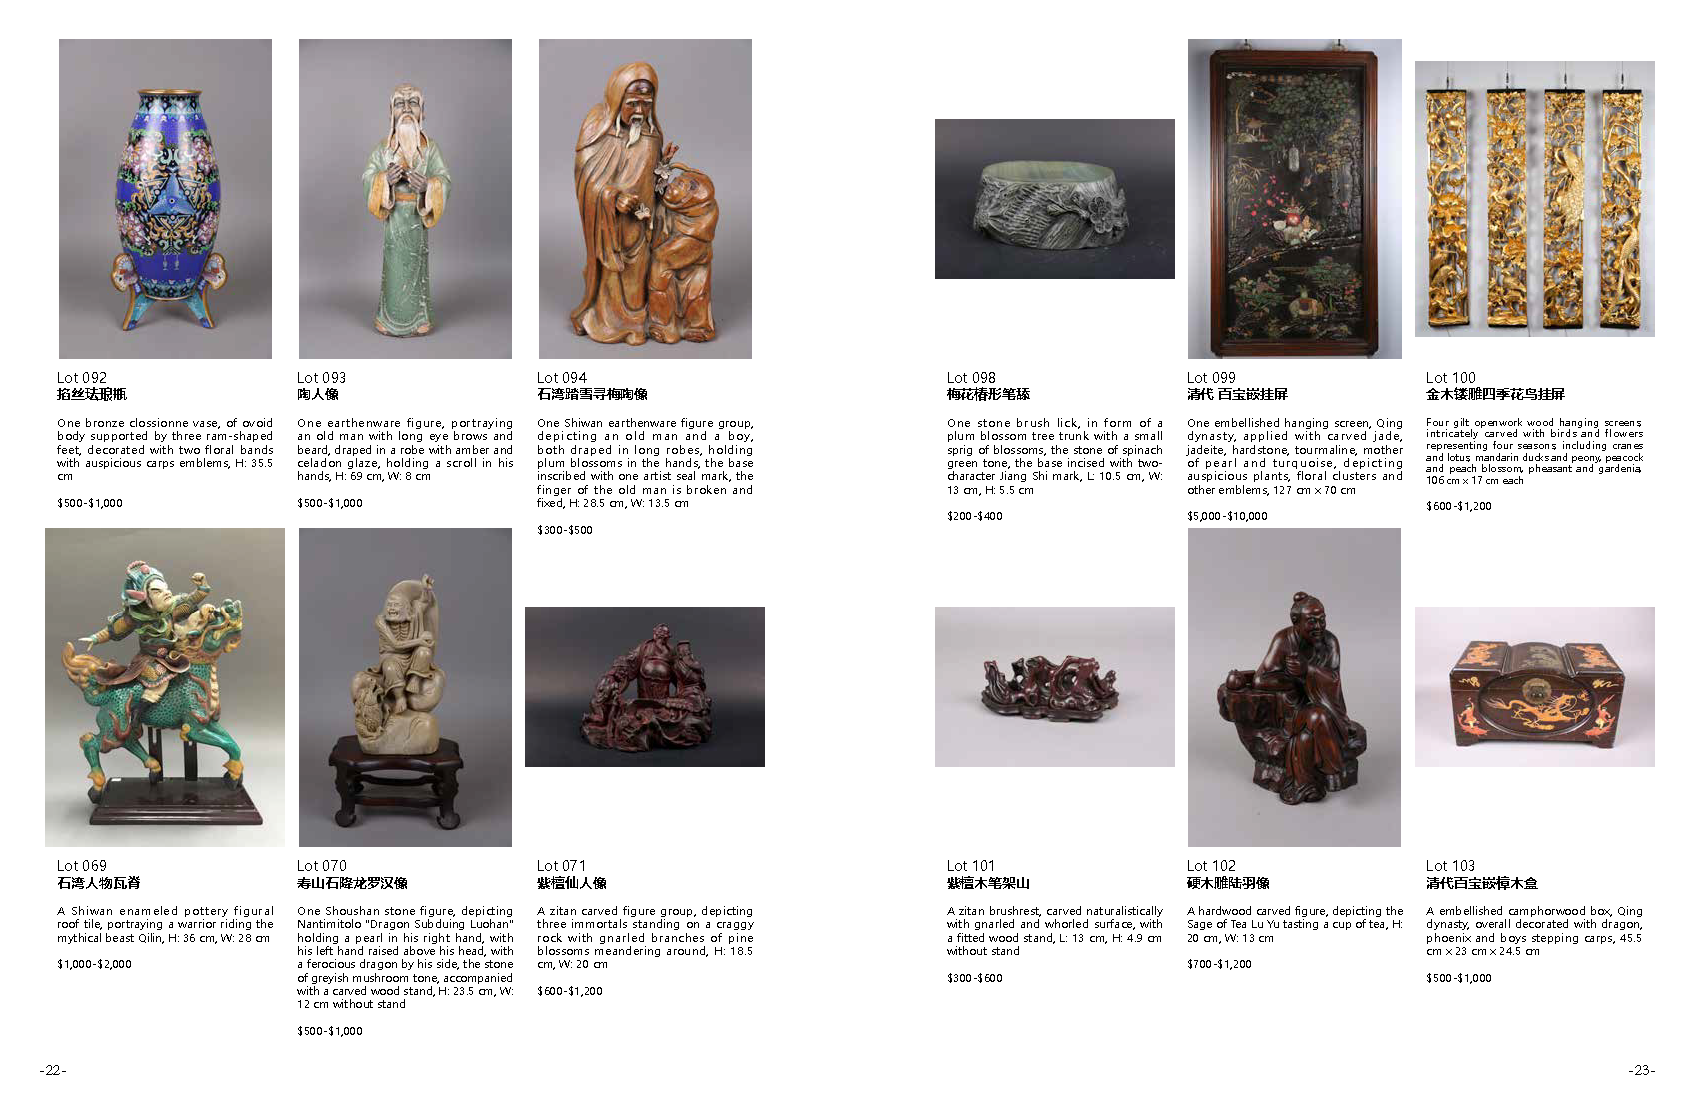 Lot 092
掐丝珐琅瓶
One bronze clossionne vase, of ovoid
body supported by three ram-shaped
feet, decorated with two floral bands
with auspicious carps emblems, H: 35.5
cm
$500-$1,000
Lot 093
陶人像
One earthenware figure, portraying
an old man with long eye brows and
beard, draped in a robe with amber and
celadon glaze, holding a scroll in his
hands, H: 69 cm, W: 8 cm
$500-$1,000
Lot 094
石湾踏雪寻梅陶像
One Shiwan earthenware figure group,
depicting an old man and a boy,
both draped in long robes, holding
plum blossoms in the hands, the base
inscribed with one artist seal mark, the
finger of the old man is broken and
fixed, H: 28.5 cm, W: 13.5 cm
$300-$500
Lot 069
石湾人物瓦脊
A Shiwan enameled pottery figural
roof tile, portraying a warrior riding the
mythical beast Qilin, H: 36 cm, W: 28 cm
$1,000-$2,000
Lot 070
寿山石降龙罗汉像
One Shoushan stone figure, depicting
Nantimitolo "Dragon Subduing Luohan"
holding a pearl in his right hand, with
his left hand raised above his head, with
a ferocious dragon by his side, the stone
of greyish mushroom tone, accompanied
with a carved wood stand, H: 23.5 cm, W:
12 cm without stand
$500-$1,000
Lot 071
紫檀仙人像
A zitan carved figure group, depicting
three immortals standing on a craggy
rock with gnarled branches of pine
blossoms meandering around, H: 18.5
cm, W: 20 cm
$600-$1,200
-22-
Lot 098
梅花椿形笔舔
One stone brush lick, in form of a
plum blossom tree trunk with a small
sprig of blossoms, the stone of spinach
green tone, the base incised with two-
character Jiang Shi mark, L: 10.5 cm, W:
13 cm, H: 5.5 cm
$200-$400
Lot 099
清代 百宝嵌挂屏
One embellished hanging screen, Qing
dynasty, applied with carved jade,
jadeite, hardstone, tourmaline, mother
of pearl and turquoise, depicting
auspicious plants, floral clusters and
other emblems, 127 cm x 70 cm
$5,000-$10,000
Lot 100
金木镂雕四季花鸟挂屏
Four gilt openwork wood hanging screens,
intricately carved with birds and flowers
representing four seasons, including cranes
and lotus, mandarin ducks and peony, peacock
and peach blossom, pheasant and gardenia,
106 cm x 17 cm each
$600-$1,200
Lot 101
紫檀木笔架山
A zitan brushrest, carved naturalistically
with gnarled and whorled surface, with
a fitted wood stand, L: 13 cm, H: 4.9 cm
without stand
$300-$600
Lot 102
硬木雕陆羽像
A hardwood carved figure, depicting the
Sage of Tea Lu Yu tasting a cup of tea, H:
20 cm, W: 13 cm
$700-$1,200
Lot 103
清代百宝嵌樟木盒
A embellished camphorwood box, Qing
dynasty, overall decorated with dragon,
phoenix and boys stepping carps, 45.5
cm x 23 cm x 24.5 cm
$500-$1,000
-23-